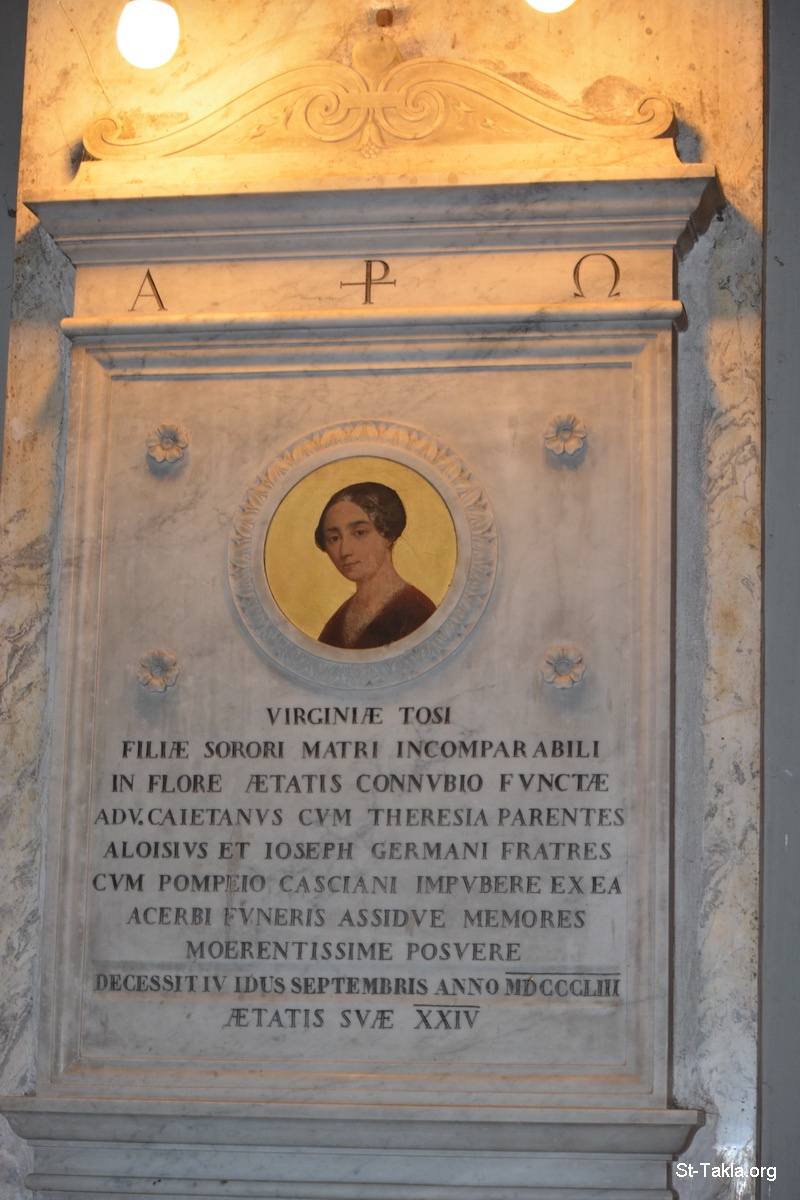 Α ⳨ Ω
VIRGINIÆ TOSI
FILIÆ SORORI MATRI INCOMPARABILI
IN FLORE ÆTATIS CONNVBIO FVNCTÆ
ADV. CAIETANVS CVM THERESIA PARENTES
ALOISIVS ET IOSEPH GERMANI FRATRES
CVM POMPEIO CASCIANI IMPVBERE EX EA
ACERBI FVNERIS ASSIDVE MEMORES
MOERENTISSIME POSVERE
DECESSIT IV IDUS SEPTEMBRIS ANNO MDCCCLIII
ÆTATIS SVÆ XXIV
St-Takla.org